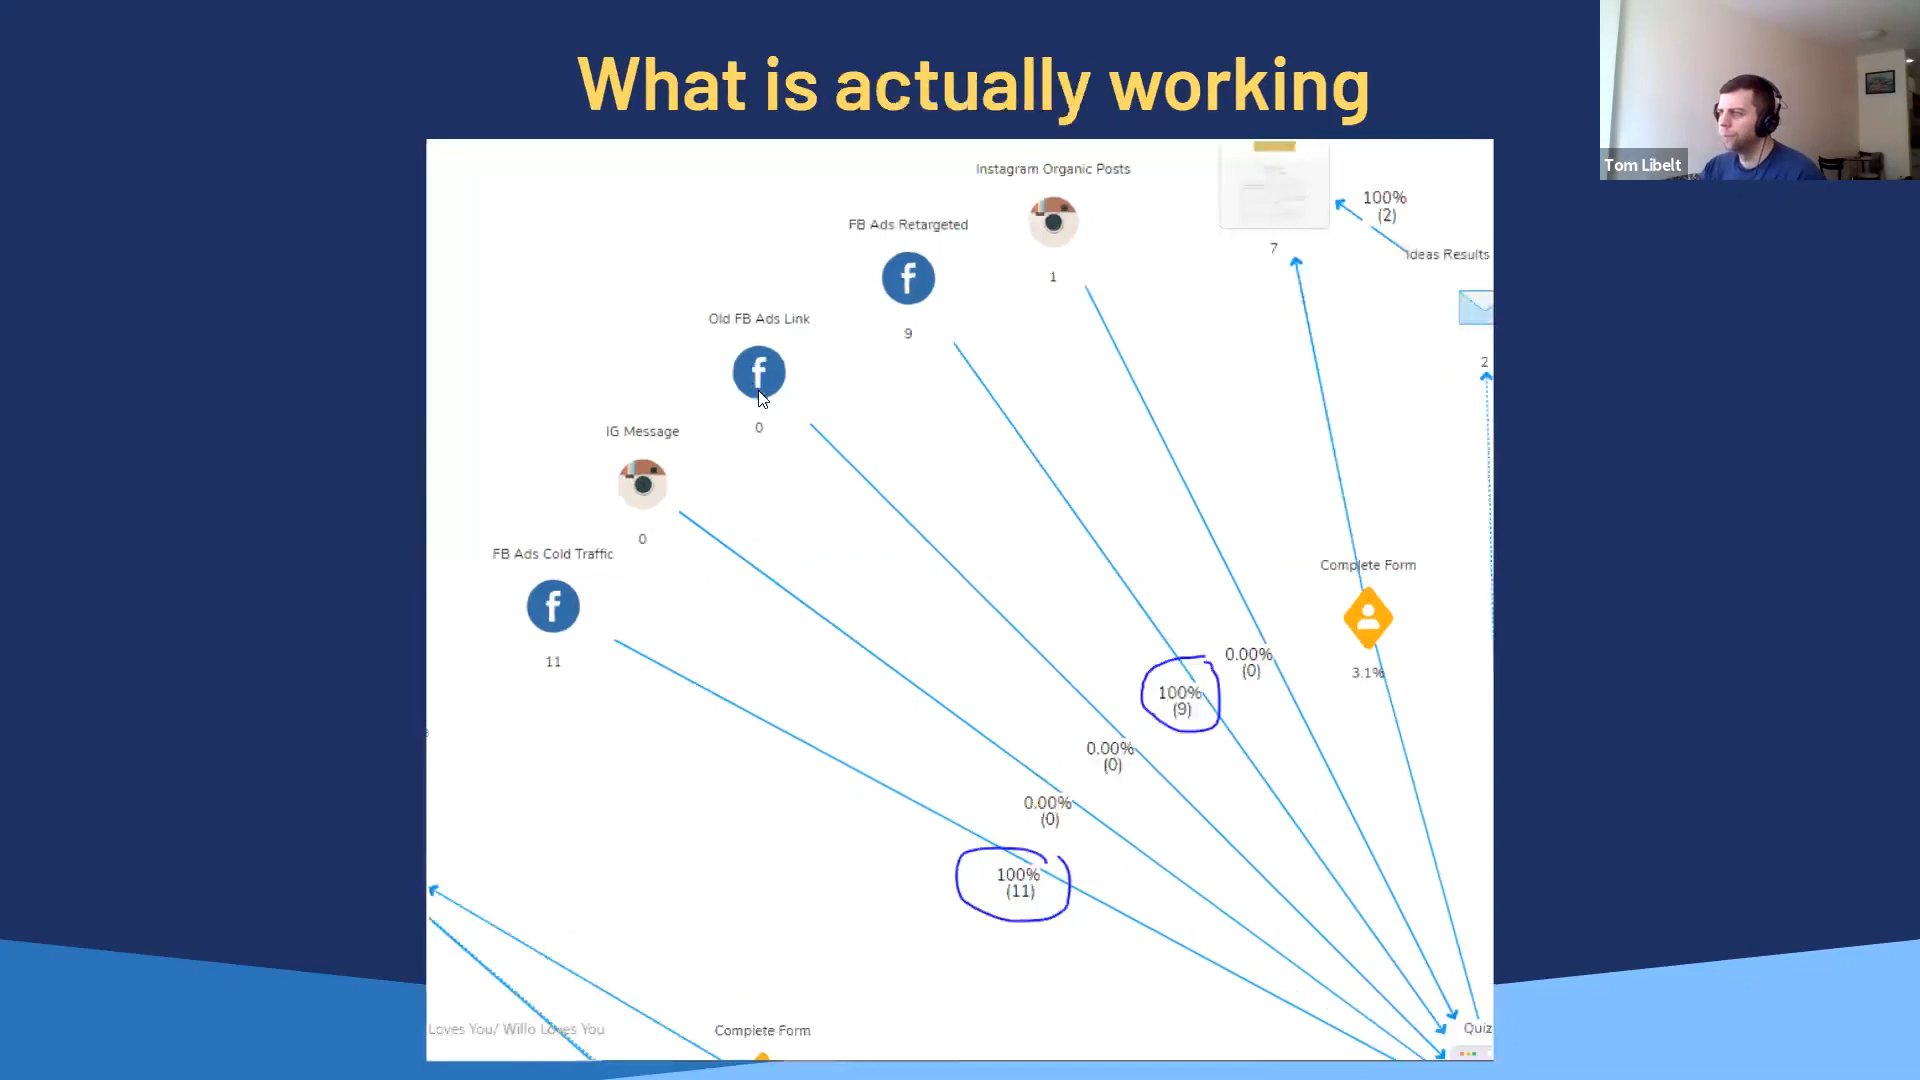 What is actually working
Tom Libelt
Instagram Organic Posts
1
100%
(2)
7
Ideas Results
2
FB Ads Retargeted
9
Old FB Ads Link
0
IG Message
0
FB Ads Cold Traffic
11
Complete Form
3.1%
0.00%
(0)
100%
(9)
0.00%
(0)
0.00%
(0)
100%
(11)
Loves You/ Willo Loves You
Complete Form
Quiz